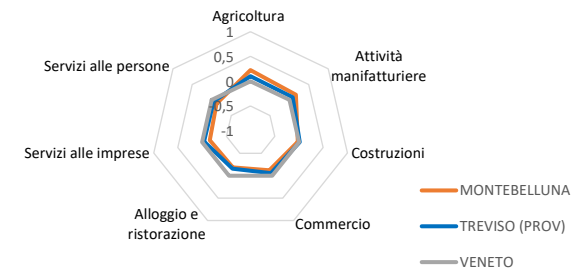 Agricoltura
1
0,5
0
-0,5
-1
Attività
manifatturiere
Costruzioni
Commercio
Alloggio e
ristorazione
Servizi alle imprese
Servizi alle persone
MONTEBELLUNA
TREVISO (PROV)
VENETO